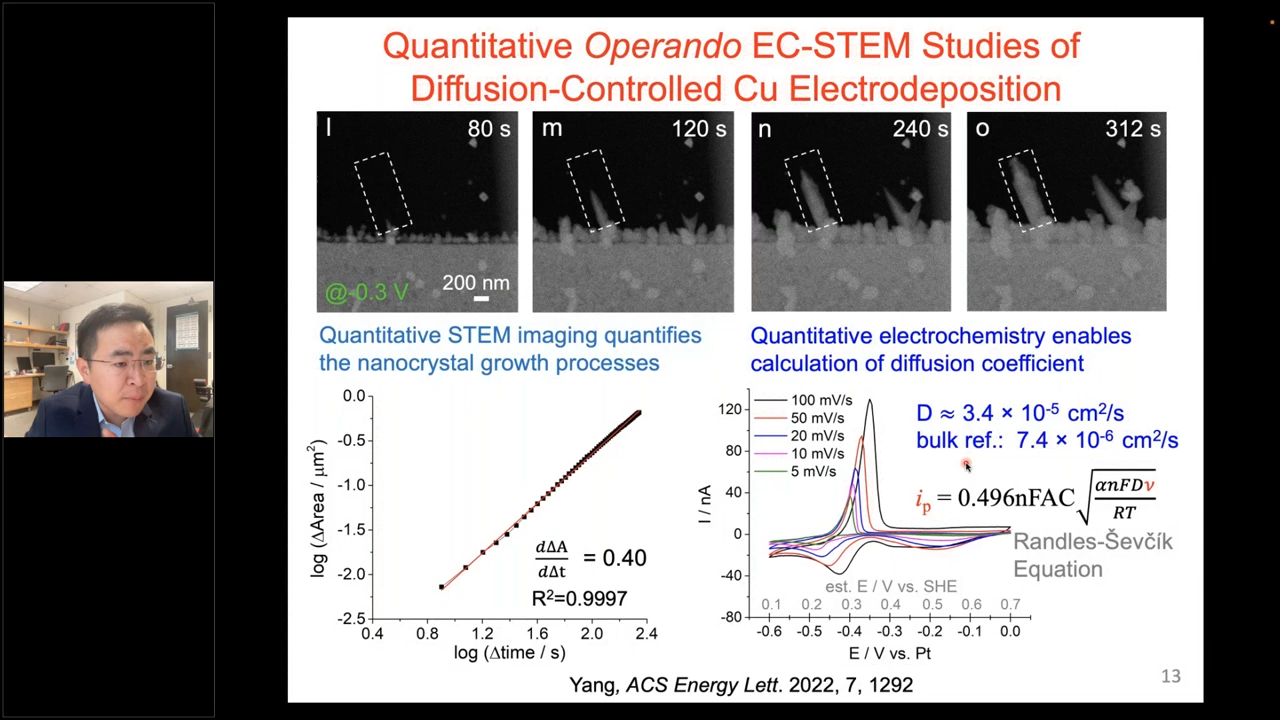 Quantitative Operando EC-STEM Studies of
Diffusion-Controlled Cu Electrodeposition
l 80 s
m 120 s
n 240 s
o 312 s
@-0.3 V
200 nm
Quantitative STEM imaging quantifies
the nanocrystal growth processes
Quantitative electrochemistry enables
calculation of diffusion coefficient
log (ΔArea / μm²)
0.0
-0.5
-1.0
-1.5
-2.0
-2.5
dΔA/dΔt = 0.40
R²=0.9997
0.4 0.8 1.2 1.6 2.0 2.4
log (Δtime / s)
I / nA
120
80
40
0
-40
-80
100 mV/s
50 mV/s
20 mV/s
10 mV/s
5 mV/s
D ≈ 3.4 × 10⁻⁵ cm²/s
bulk ref.: 7.4 × 10⁻⁶ cm²/s
iₚ = 0.496nFAC√(αnFDν/RT)
Randles-Ševčík
Equation
est. E / V vs. SHE
0.1 0.2 0.3 0.4 0.5 0.6 0.7
-0.6 -0.5 -0.4 -0.3 -0.2 -0.1 0.0
E / V vs. Pt
Yang, ACS Energy Lett. 2022, 7, 1292
13